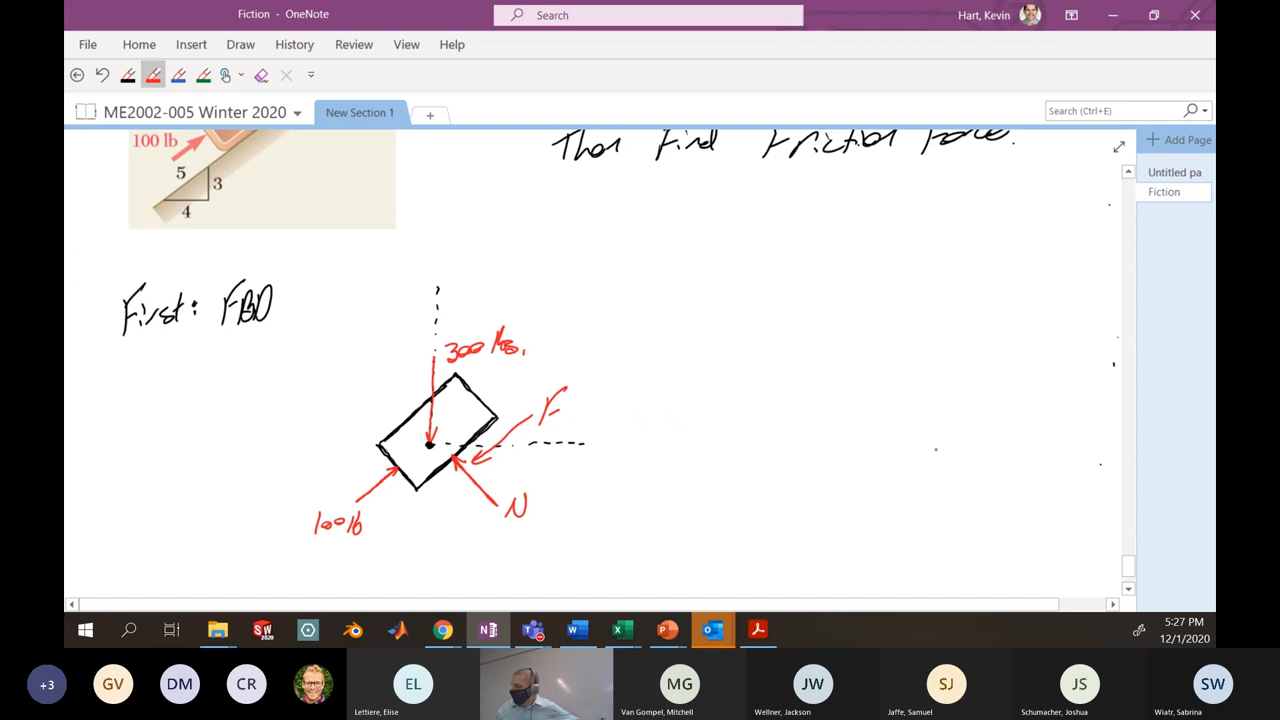 Fiction - OneNote
Search
Hart, Kevin
File Home Insert Draw History Review View Help
ME2002-005 Winter 2020
New Section 1
+
Search (Ctrl+E)
100 lb
5
3
4
Then Find Friction Force.
Add Page
Untitled pa
Fiction
First: FBD
300 lbs.
F
N
100 lb
5:27 PM
12/1/2020
+3 GV DM CR EL MG JW SJ JS SW
Lettiere, Elise Van Gompel, Mitchell Wellner, Jackson Jaffe, Samuel Schumacher, Joshua Wiatr, Sabrina